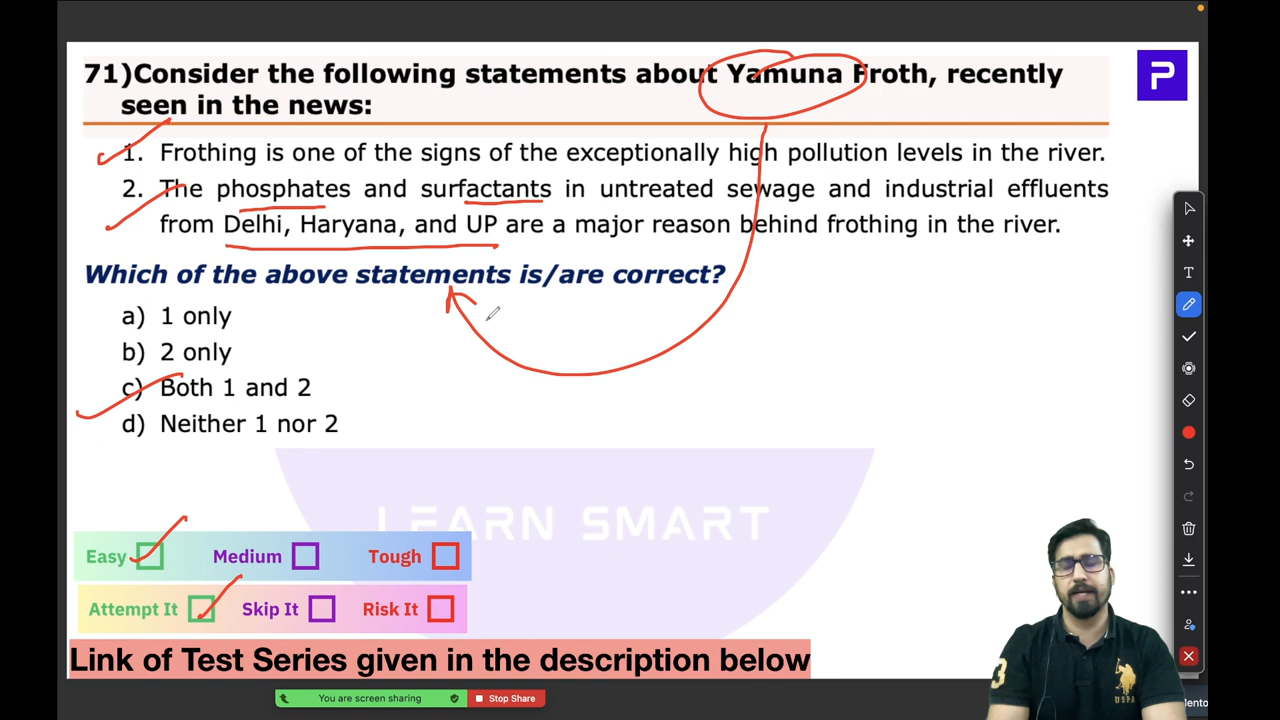 71)Consider the following statements about Yamuna Froth, recently
seen in the news:
1. Frothing is one of the signs of the exceptionally high pollution levels in the river.
2. The phosphates and surfactants in untreated sewage and industrial effluents
from Delhi, Haryana, and UP are a major reason behind frothing in the river.
Which of the above statements is/are correct?
a) 1 only
b) 2 only
c) Both 1 and 2
d) Neither 1 nor 2
LEARN SMART
Easy Medium Tough
Attempt It Skip It Risk It
Link of Test Series given in the description below
You are screen sharing Stop Share
P
T
3
USPA